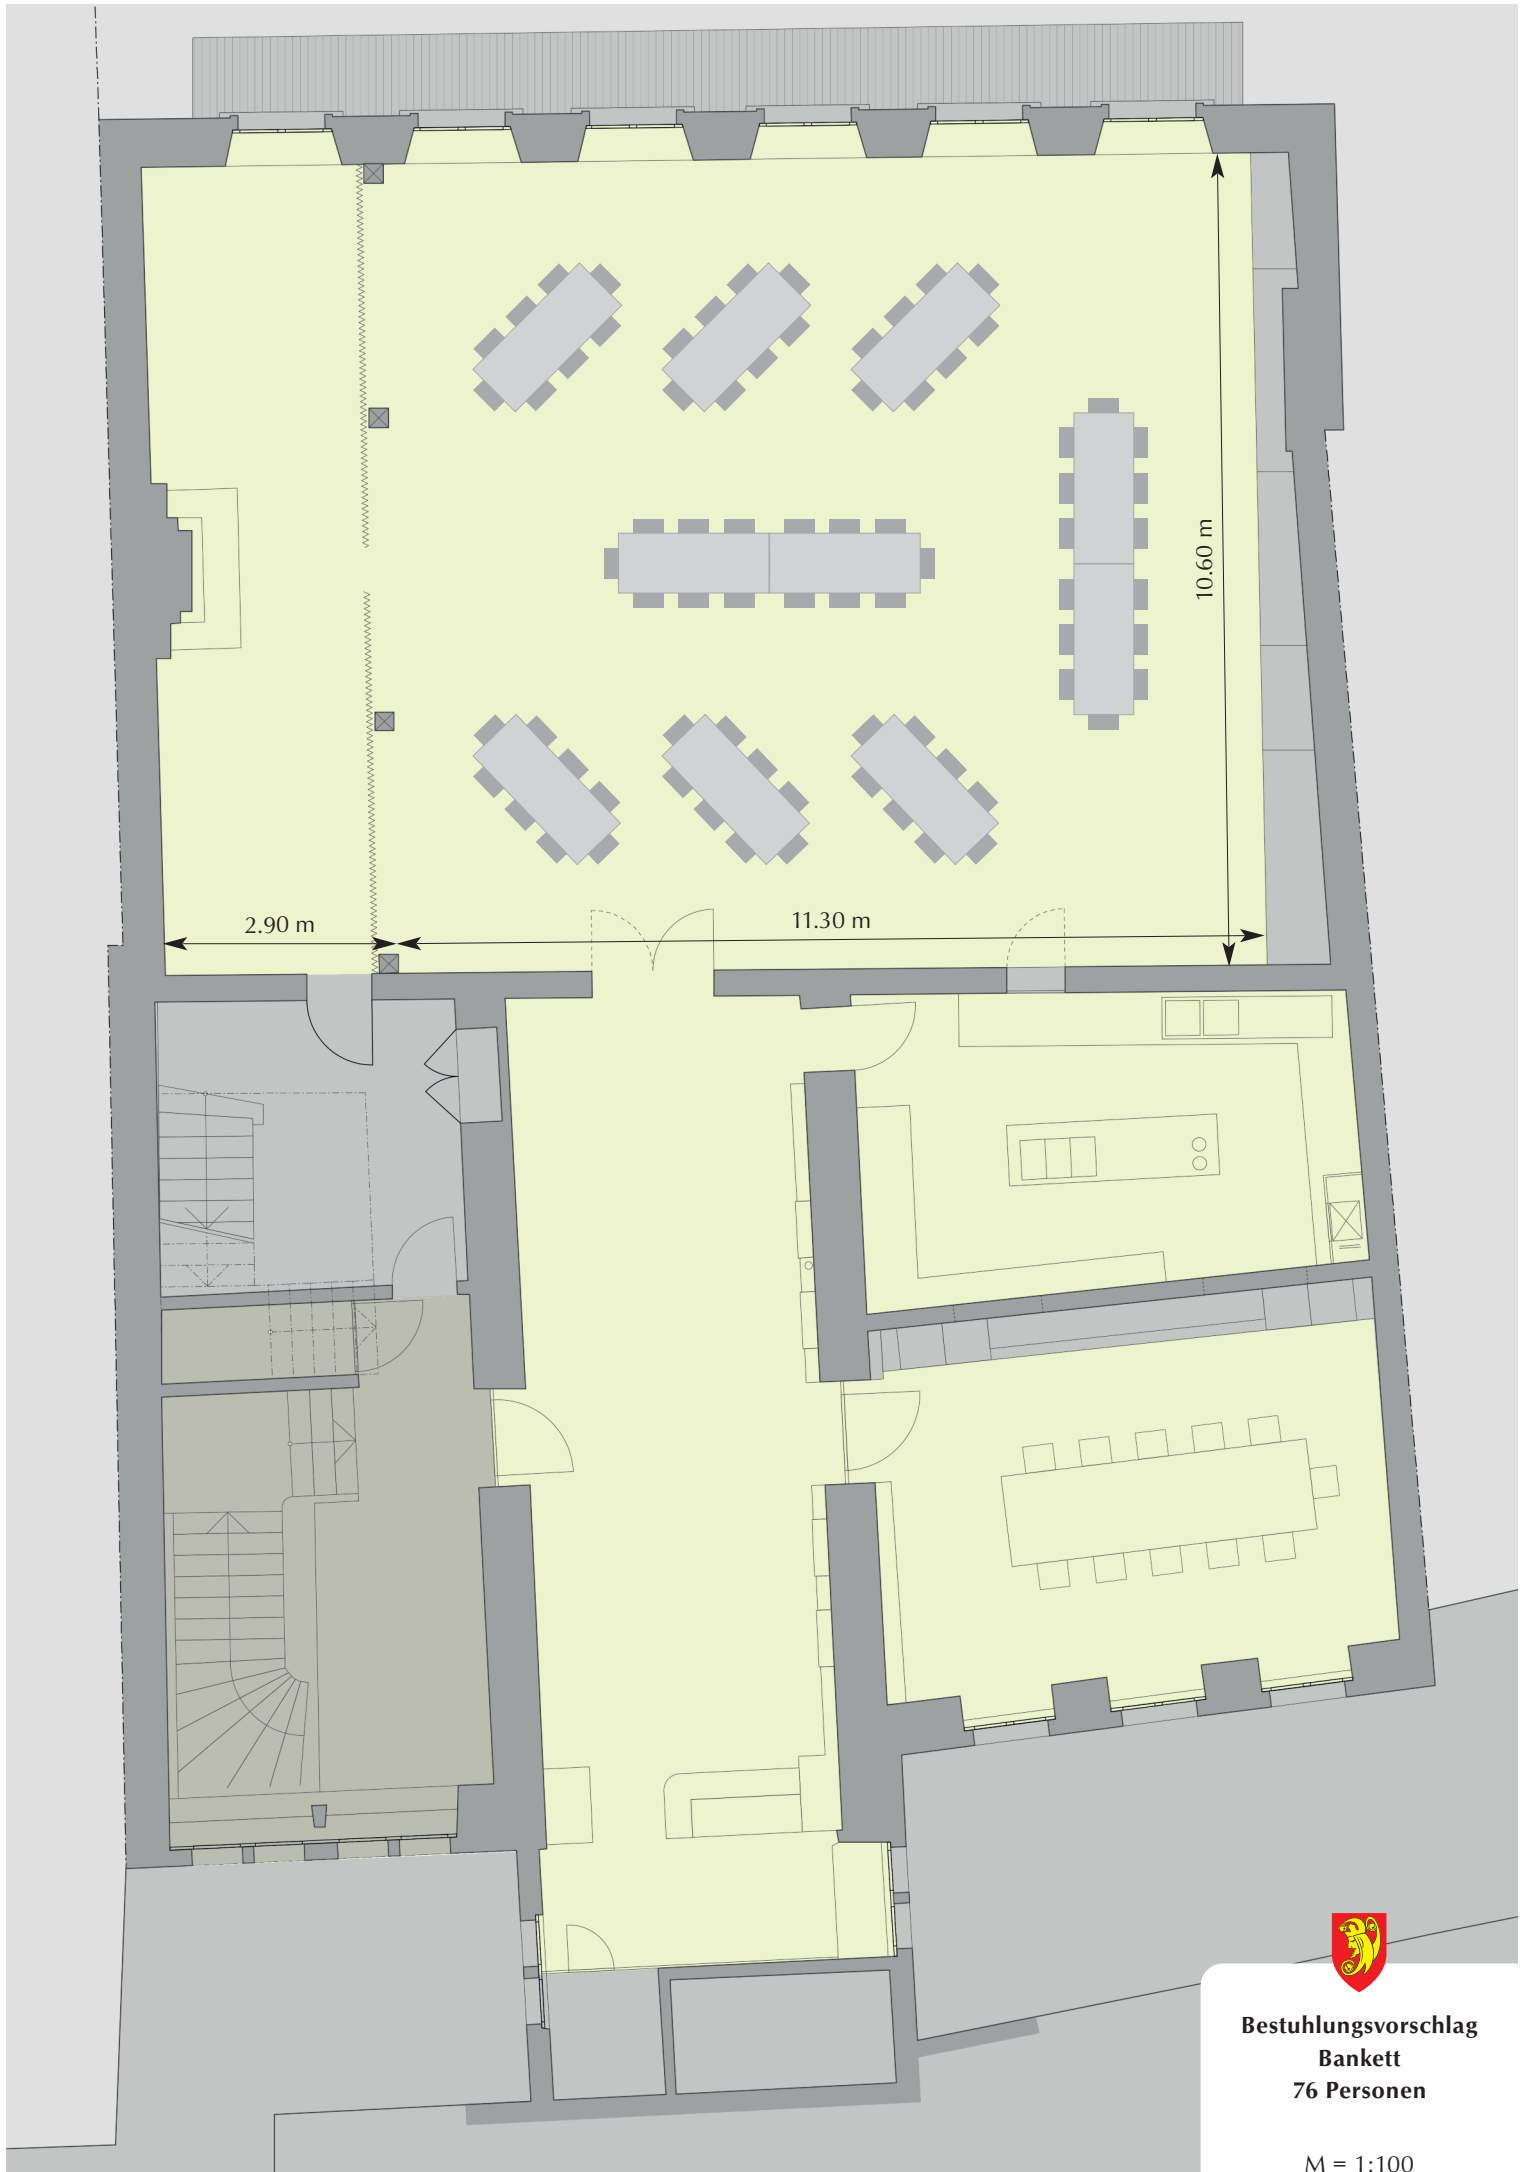 10.60 m
2.90 m
11.30 m
Bestuhlungsvorschlag
Bankett
76 Personen
M = 1:100